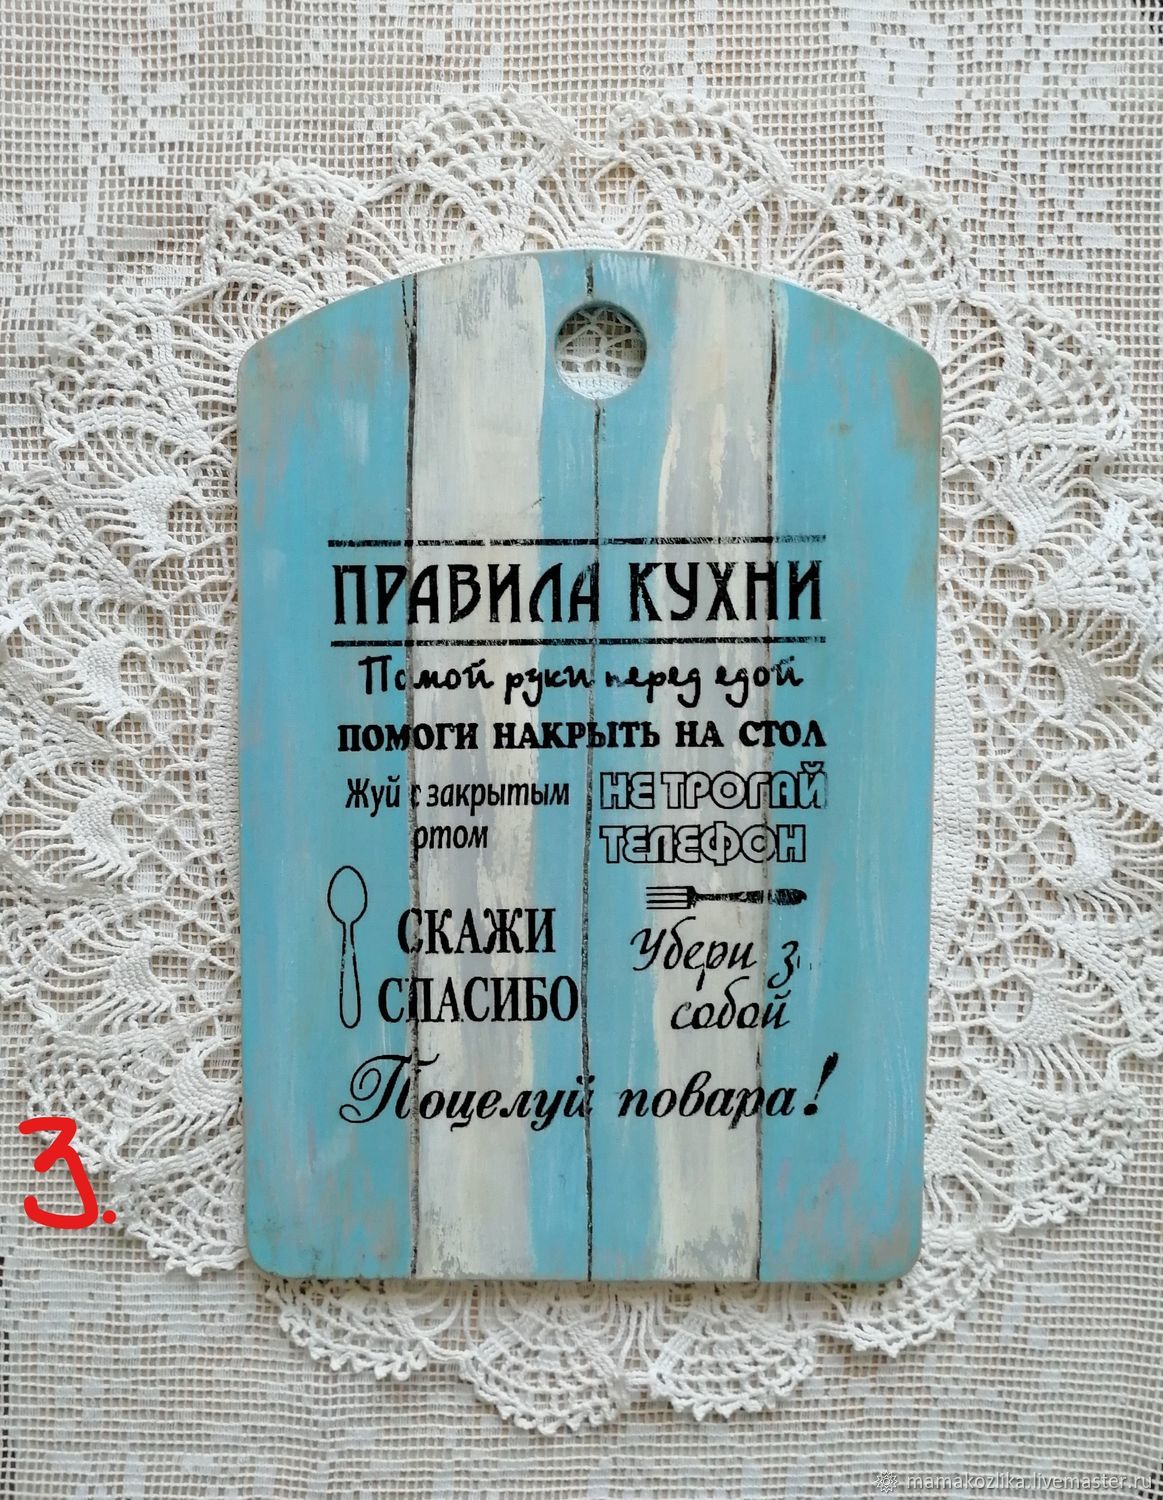 ПРАВИЛА КУХНИ
Помой руки перед едой
ПОМОГИ НАКРЫТЬ НА СТОЛ
Жуй с закрытым
ртом
НЕ ТРОГАЙ
ТЕЛЕФОН
СКАЖИ
СПАСИБО
Убери з
собой
Поцелуй повара!
3.
mamakozlika.livemaster.ru